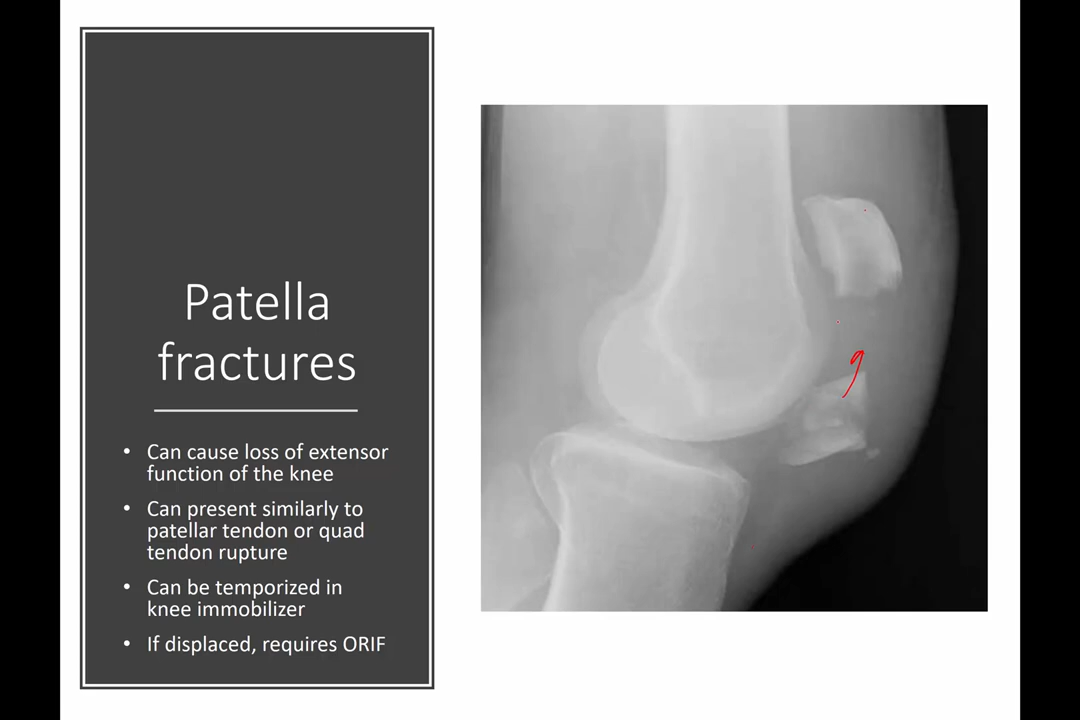 Patella
fractures
• Can cause loss of extensor
function of the knee
• Can present similarly to
patellar tendon or quad
tendon rupture
• Can be temporized in
knee immobilizer
• If displaced, requires ORIF